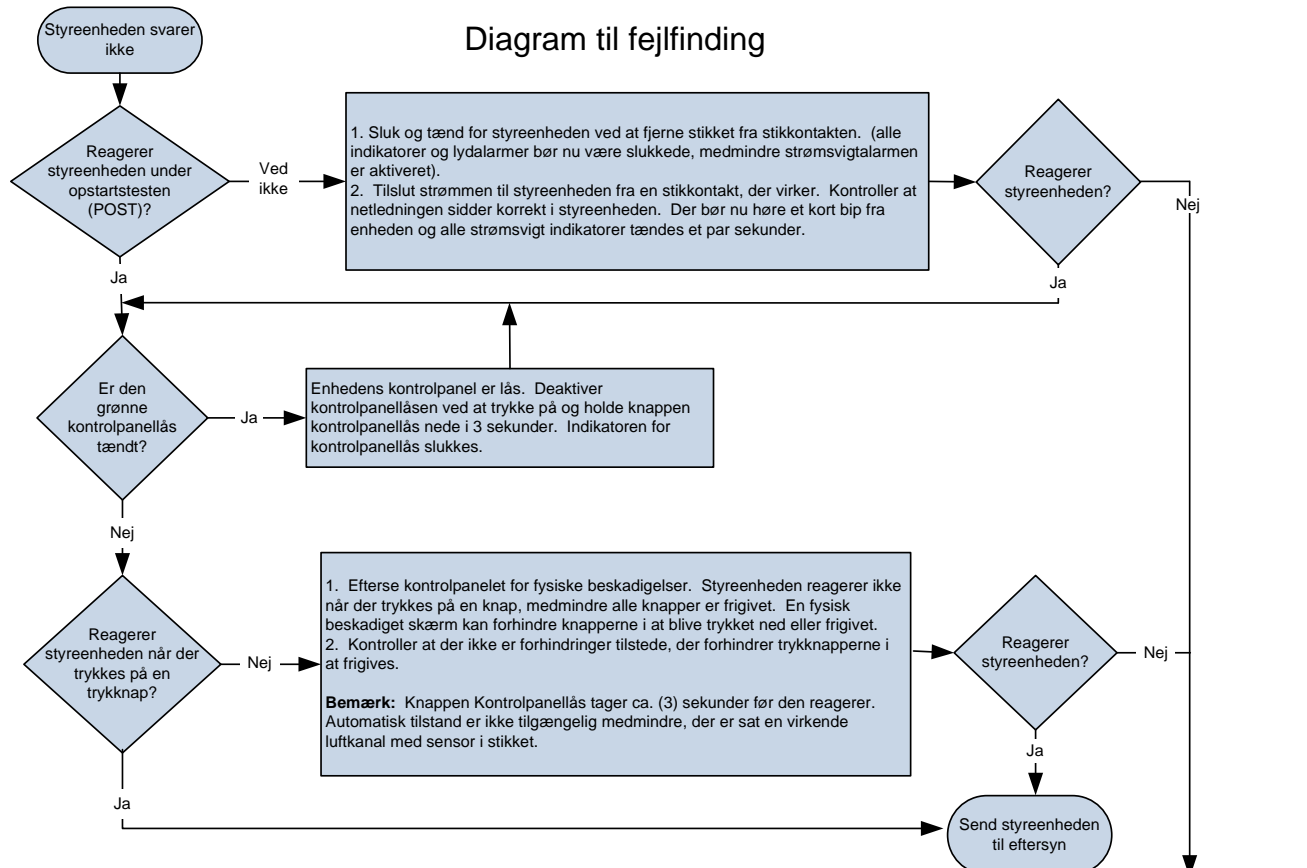 Diagram til fejlfinding
Styreenheden svarer
ikke
Reagerer
styreenheden under
opstartstesten
(POST)?
Ved
ikke
1. Sluk og tænd for styreenheden ved at fjerne stikket fra stikkontakten.  (alle
indikatorer og lydalarmer bør nu være slukkede, medmindre strømsvigtalarmen
er aktiveret).
2.  Tilslut strømmen til styreenheden fra en stikkontakt, der virker.  Kontroller at
netledningen sidder korrekt i styreenheden.  Der bør nu høre et kort bip fra
enheden og alle strømsvigt indikatorer tændes et par sekunder.
Reagerer
styreenheden?
Nej
Ja
Ja
Er den
grønne
kontrolpanellås
tændt?
Ja
Enhedens kontrolpanel er lås.  Deaktiver
kontrolpanellåsen ved at trykke på og holde knappen
kontrolpanellås nede i 3 sekunder.  Indikatoren for
kontrolpanellås slukkes.
Nej
Reagerer
styreenheden når der
trykkes på en
trykknap?
Nej
1.  Efterse kontrolpanelet for fysiske beskadigelser.  Styreenheden reagerer ikke
når der trykkes på en knap, medmindre alle knapper er frigivet.  En fysisk
beskadiget skærm kan forhindre knapperne i at blive trykket ned eller frigivet.
2.  Kontroller at der ikke er forhindringer tilstede, der forhindrer trykknapperne i
at frigives.
Bemærk:  Knappen Kontrolpanellås tager ca. (3) sekunder før den reagerer.
Automatisk tilstand er ikke tilgængelig medmindre, der er sat en virkende
luftkanal med sensor i stikket.
Reagerer
styreenheden?
Nej
Ja
Ja
Send styreenheden
til eftersyn